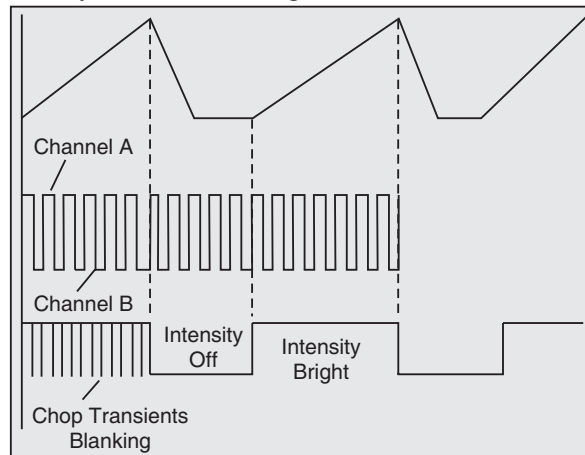 Channel A
Channel B
Intensity
Off
Intensity
Bright
Chop Transients
Blanking